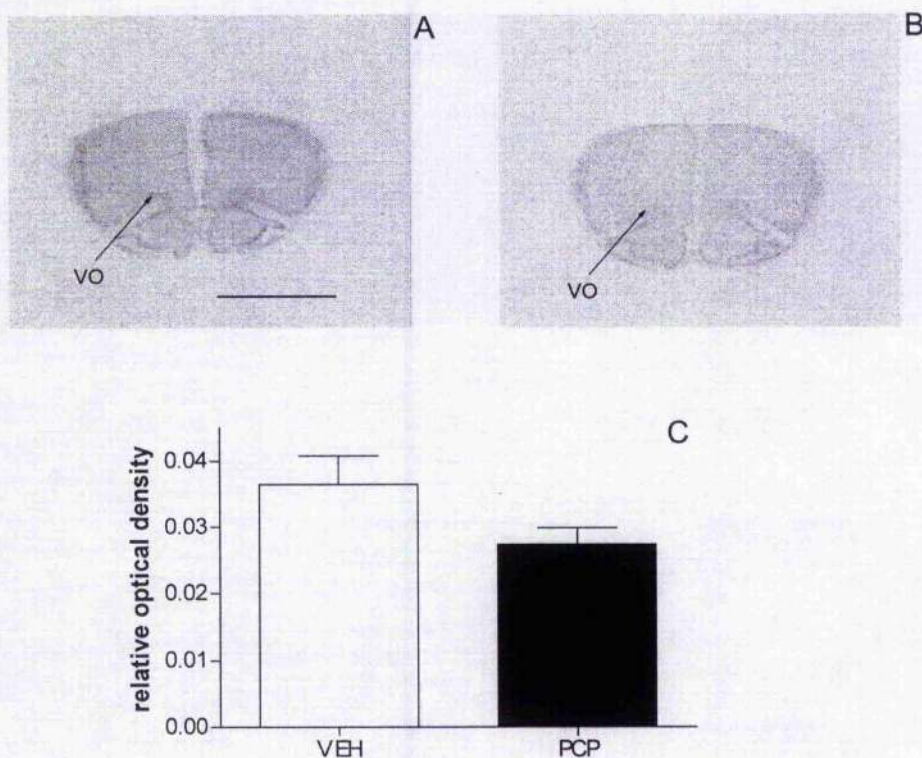 A
B
VO
VO
C
relative optical density
0.04
0.03
0.02
0.01
0.00
VEH
PCP